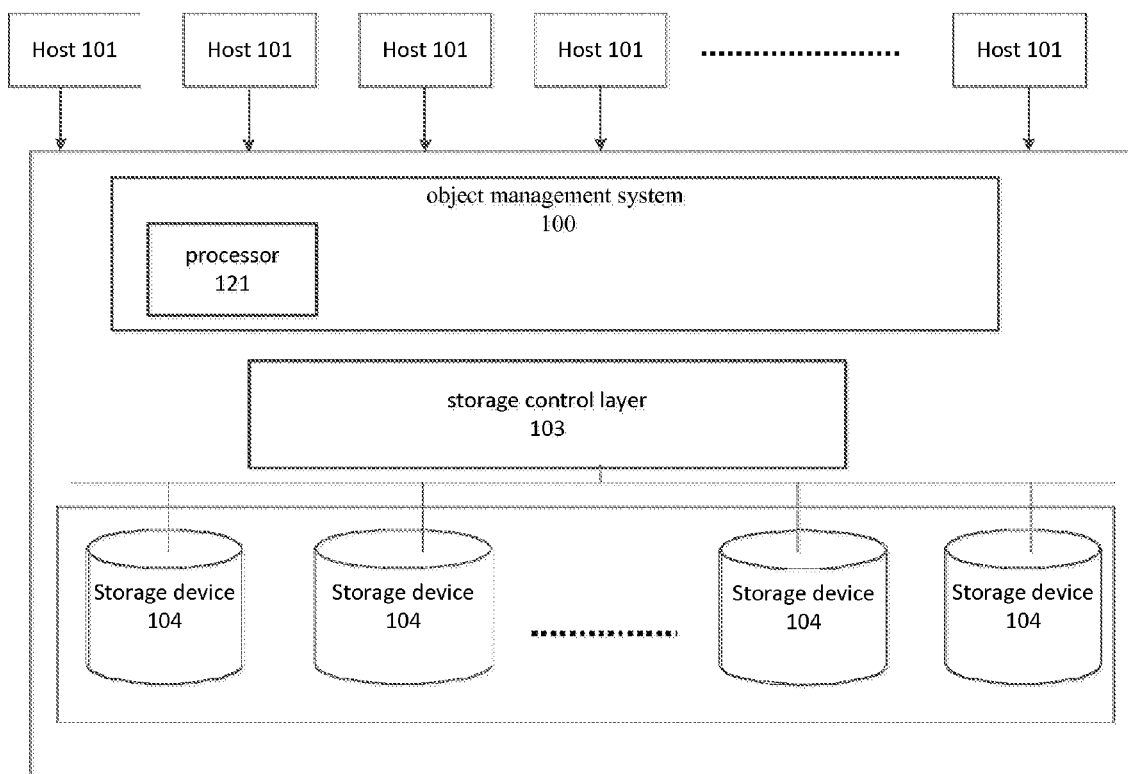 Host 101 Host 101 Host 101 Host 101 Host 101
object management system
100
processor
121
storage control layer
103
Storage device Storage device Storage device Storage device
104 104 104 104